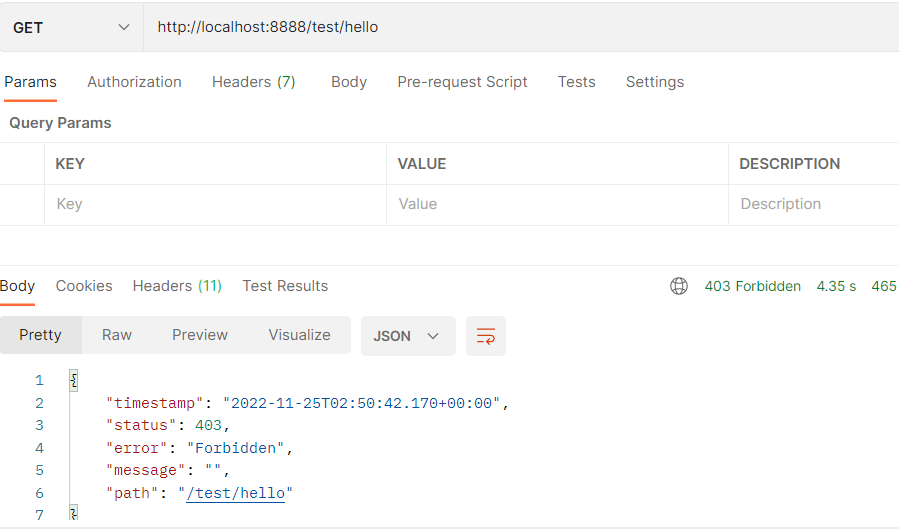 GET http://localhost:8888/test/hello
Params Authorization Headers (7) Body Pre-request Script Tests Settings
Query Params
KEY VALUE DESCRIPTION
Key Value Description
Body Cookies Headers (11) Test Results 403 Forbidden 4.35 s 465
Pretty Raw Preview Visualize JSON
1 {
2 "timestamp": "2022-11-25T02:50:42.170+00:00",
3 "status": 403,
4 "error": "Forbidden",
5 "message": "",
6 "path": "/test/hello"
7 }